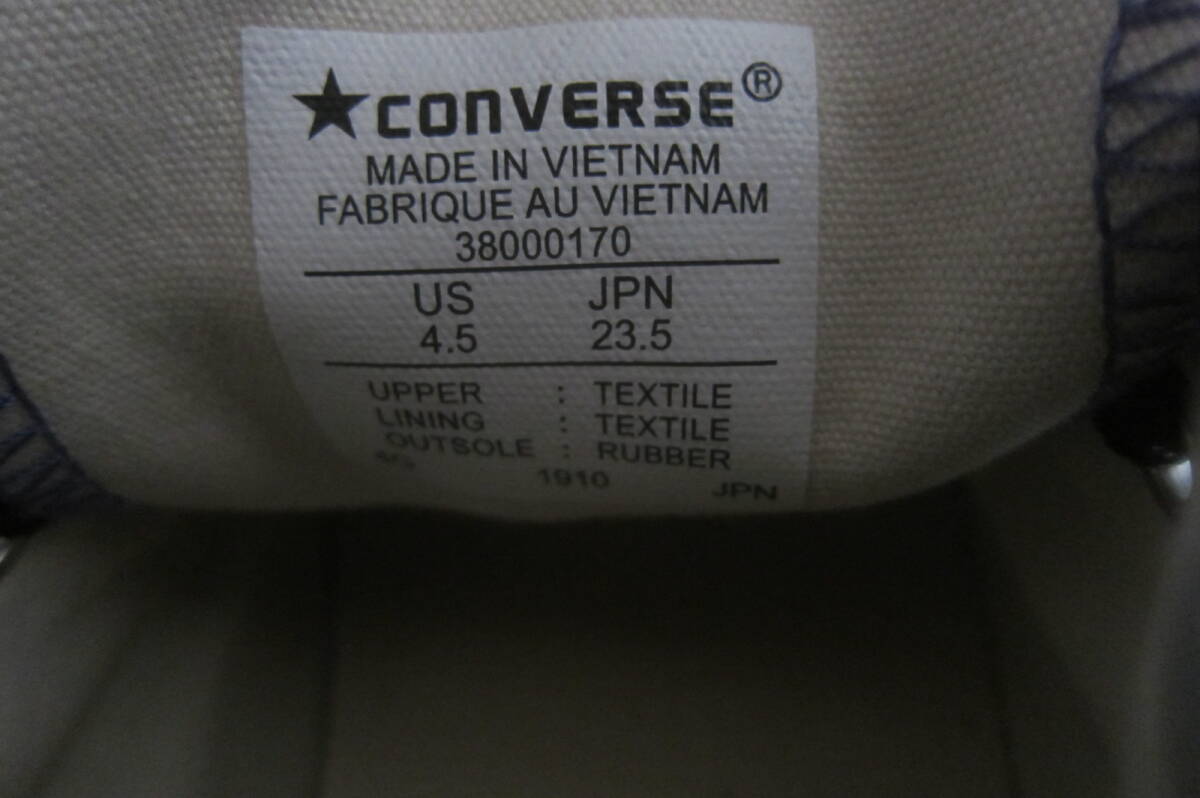 ★CONVERSE®
MADE IN VIETNAM
FABRIQUE AU VIETNAM
38000170
US JPN
4.5 23.5
UPPER : TEXTILE
LINING : TEXTILE
OUTSOLE : RUBBER
1910 JPN